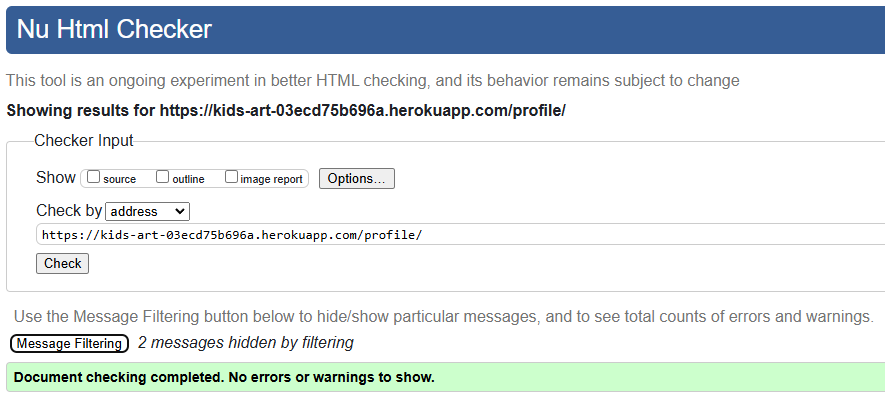 Nu Html Checker
This tool is an ongoing experiment in better HTML checking, and its behavior remains subject to change
Showing results for https://kids-art-03ecd75b696a.herokuapp.com/profile/
Checker Input
Show source outline image report Options...
Check by address
https://kids-art-03ecd75b696a.herokuapp.com/profile/
Check
Use the Message Filtering button below to hide/show particular messages, and to see total counts of errors and warnings.
Message Filtering 2 messages hidden by filtering
Document checking completed. No errors or warnings to show.